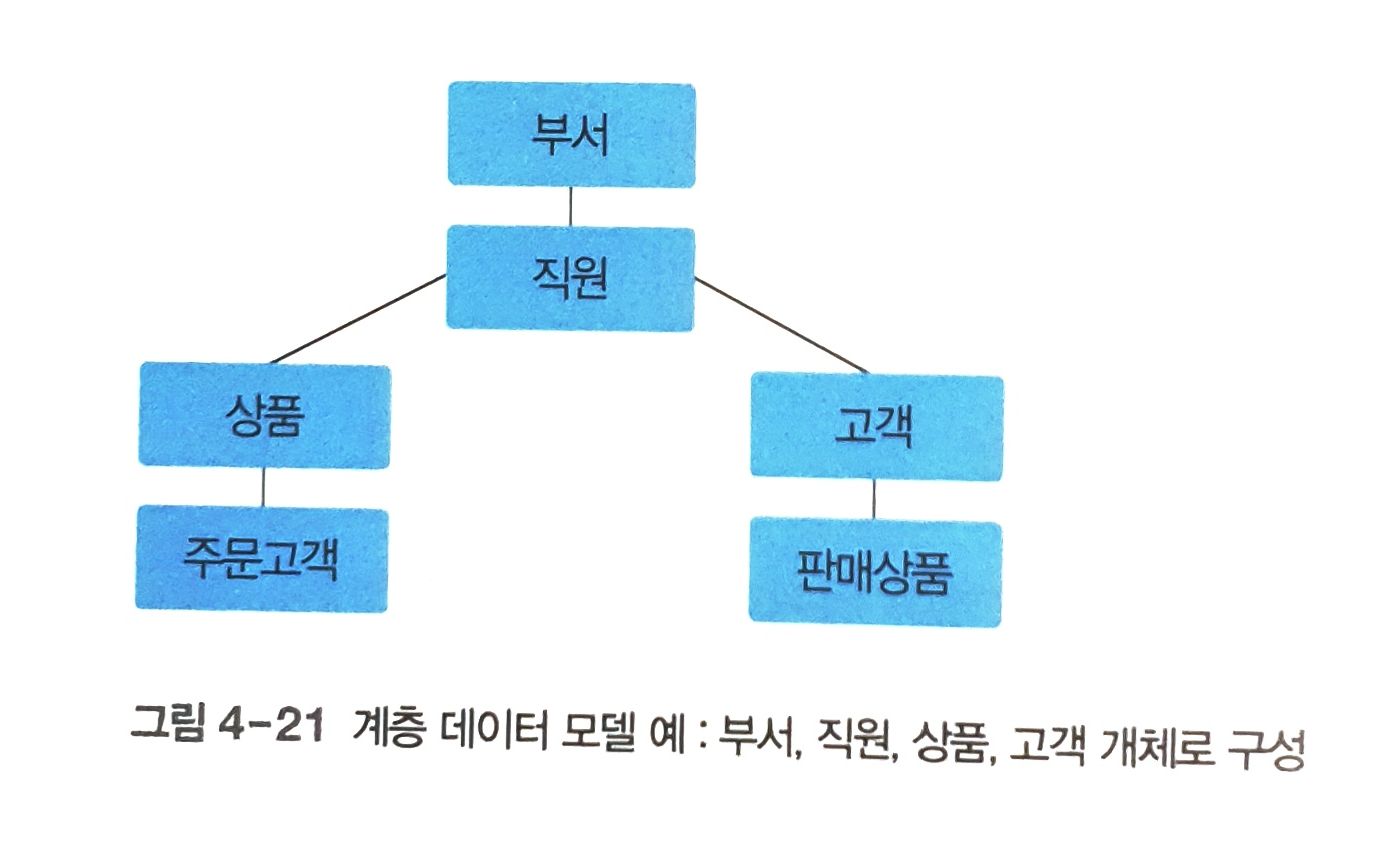 부서
직원
상품
고객
주문고객
판매상품
그림 4-21 계층 데이터 모델 예 : 부서, 직원, 상품, 고객 개체로 구성